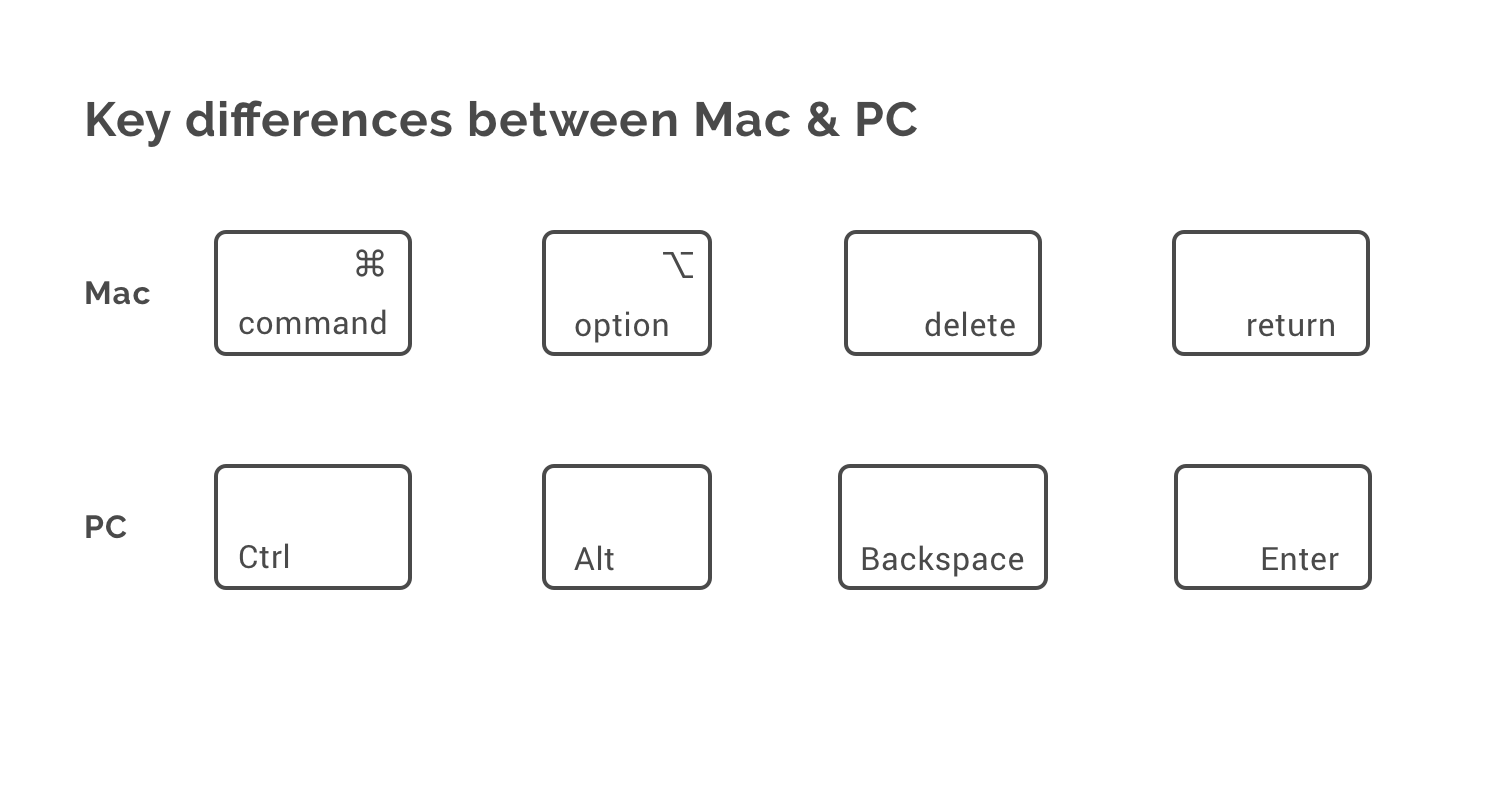 Key differences between Mac & PC
Mac
⌘
command
⌥
option
delete
return
PC
Ctrl
Alt
Backspace
Enter